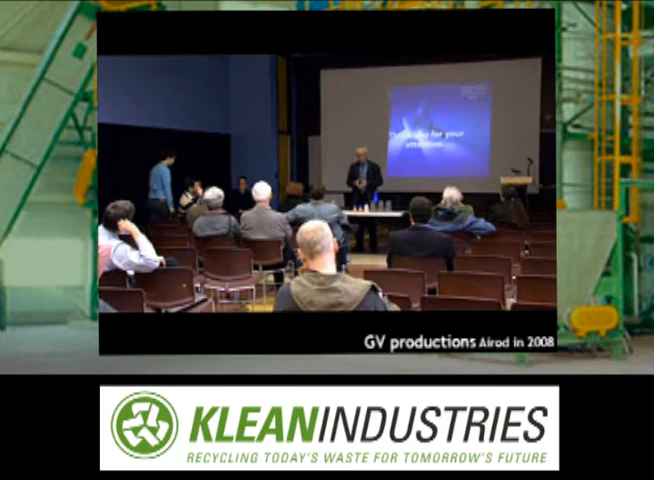 for your
attention...
GV productions Airod in 2008
KLEANINDUSTRIES
RECYCLING TODAY'S WASTE FOR TOMORROW'S FUTURE